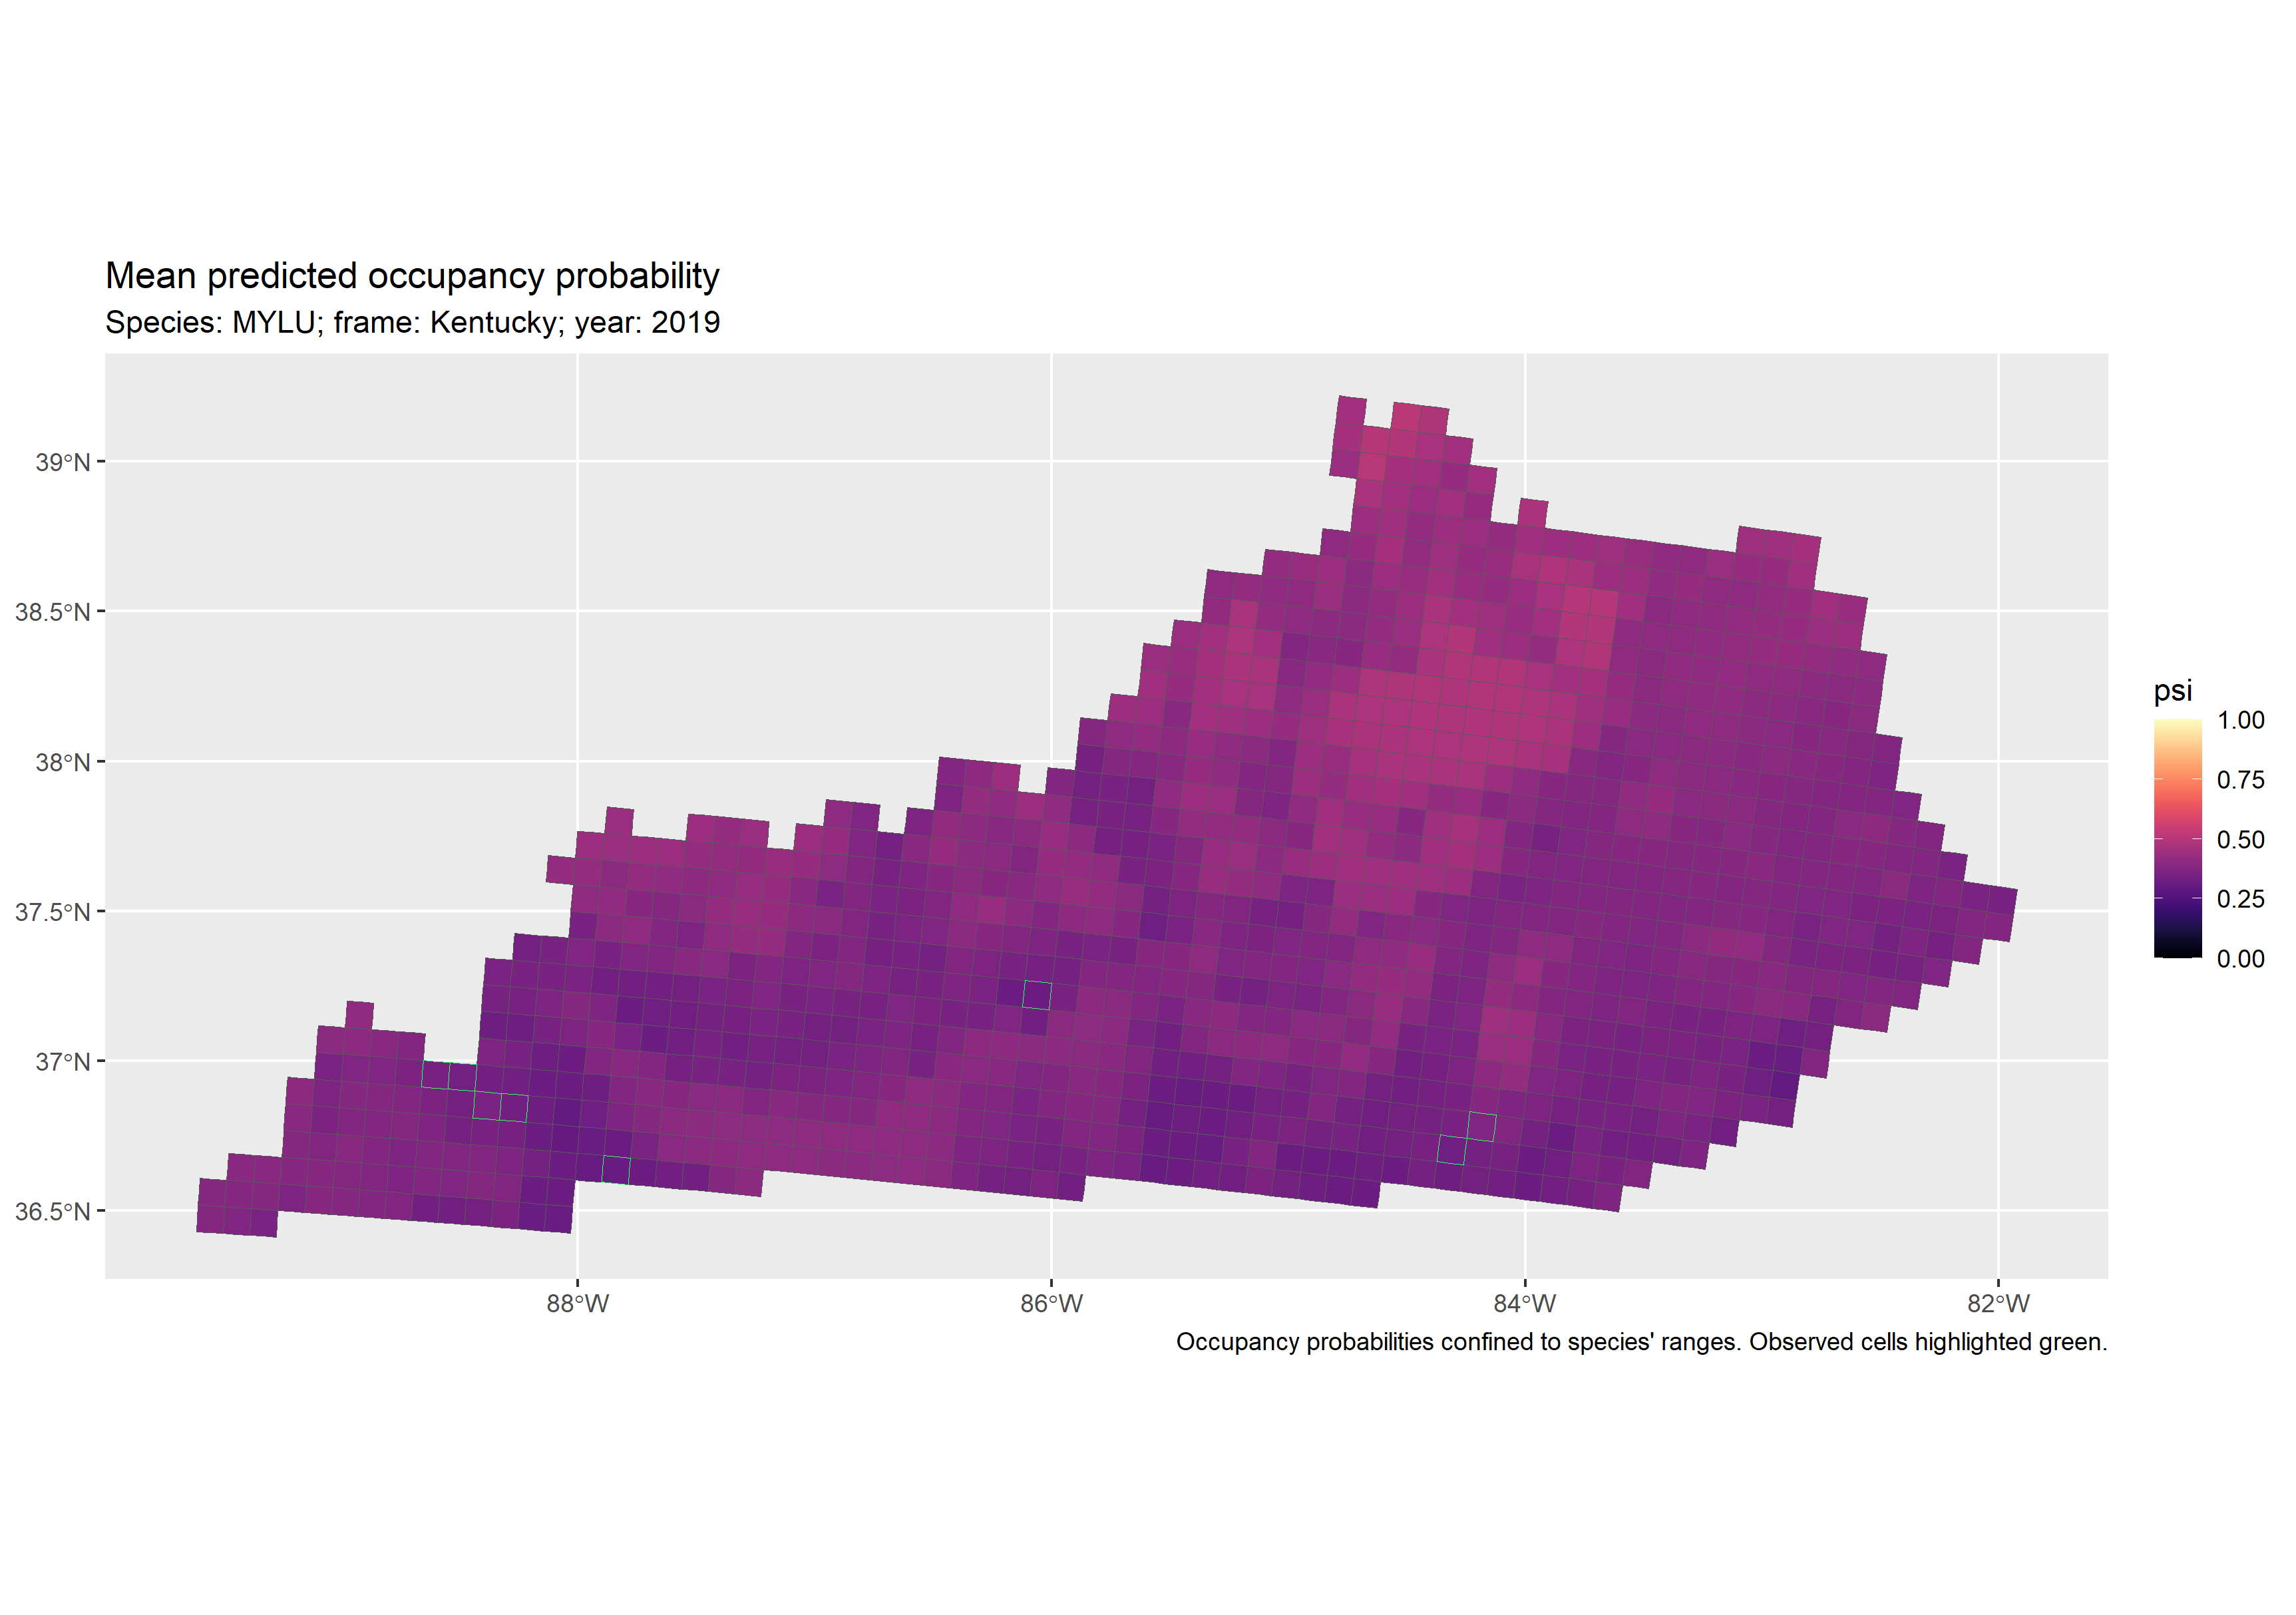 Mean predicted occupancy probability
Species: MYLU; frame: Kentucky; year: 2019
39°N
38.5°N
38°N
37.5°N
37°N
36.5°N
88°W
86°W
84°W
82°W
psi
1.00
0.75
0.50
0.25
0.00
Occupancy probabilities confined to species' ranges. Observed cells highlighted green.